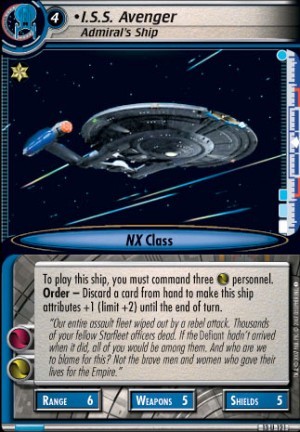 4
•I.S.S. Avenger
Admiral's Ship
NX Class
To play this ship, you must command three personnel.
Order – Discard a card from hand to make this ship
attributes +1 (limit +2) until the end of turn.
"Our entire assault fleet wiped out by a rebel attack. Thousands
of your fellow Starfleet officers dead. If the Defiant hadn't arrived
when it did, all of you would be among them. And who are we
to blame for this? Not the brave men and women who gave their
lives for the Empire."
RANGE 6
WEAPONS 5
SHIELDS 5